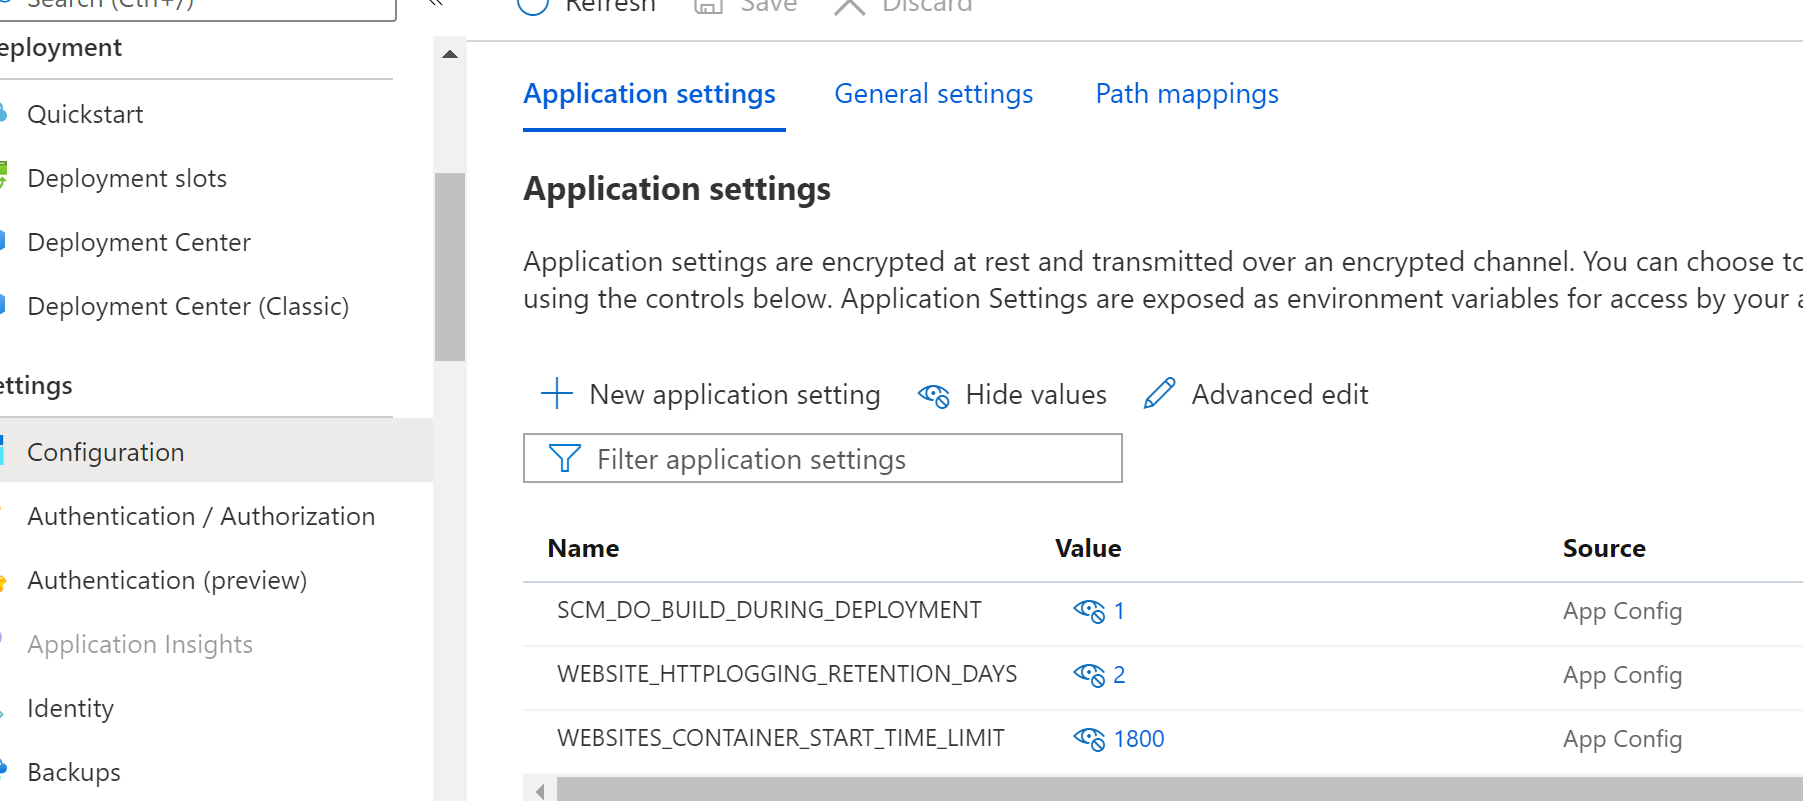 Search (Ctrl+/)
Refresh Save Discard
eployment
Quickstart
Deployment slots
Deployment Center
Deployment Center (Classic)
ettings
Configuration
Authentication / Authorization
Authentication (preview)
Application Insights
Identity
Backups
Application settings General settings Path mappings
Application settings
Application settings are encrypted at rest and transmitted over an encrypted channel. You can choose to
using the controls below. Application Settings are exposed as environment variables for access by your a
New application setting Hide values Advanced edit
Filter application settings
Name Value Source
SCM_DO_BUILD_DURING_DEPLOYMENT 1 App Config
WEBSITE_HTTPLOGGING_RETENTION_DAYS 2 App Config
WEBSITES_CONTAINER_START_TIME_LIMIT 1800 App Config